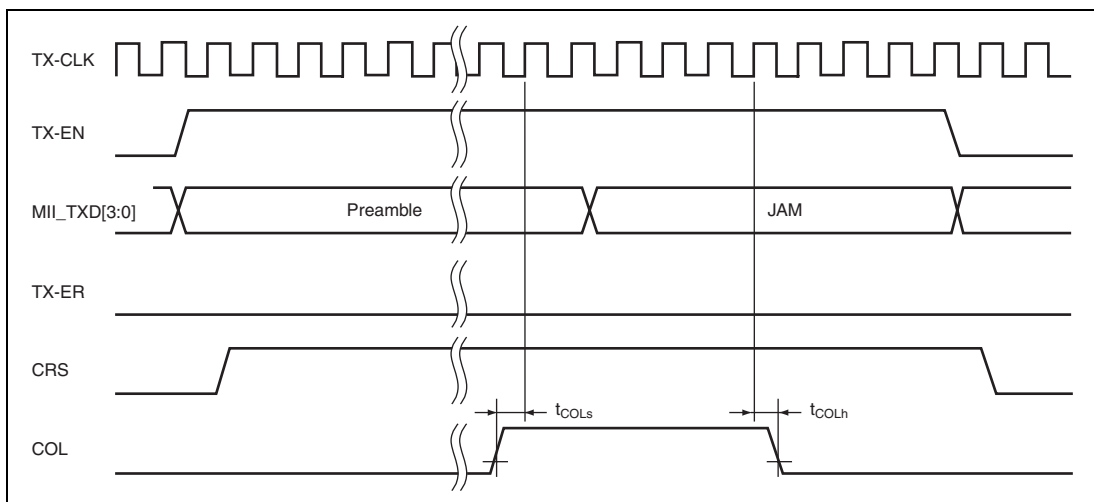 TX-CLK
TX-EN
MII_TXD[3:0]
Preamble
JAM
TX-ER
CRS
tCOLs
tCOLh
COL